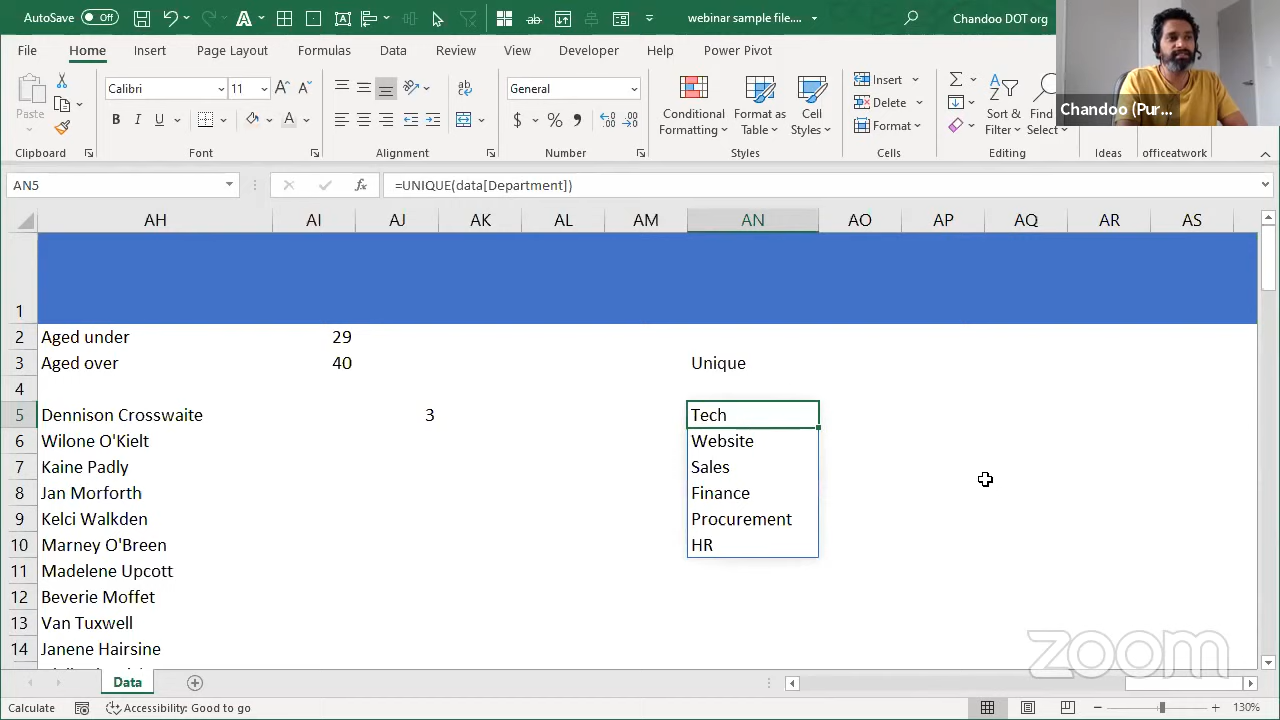 AutoSave Off webinar sample file.... Chandoo DOT org
File Home Insert Page Layout Formulas Data Review View Developer Help Power Pivot
Chandoo (Pur...
Paste
Calibri 11
General
Conditional Formatting
Format as Table
Cell Styles
Insert
Delete
Format
Sort & Filter
Find Select
Clipboard Font Alignment Number Styles Cells Editing Ideas officeatwork
AN5 fx =UNIQUE(data[Department])
AH AI AJ AK AL AM AN AO AP AQ AR AS
1
2 Aged under 29
3 Aged over 40 Unique
4
5 Dennison Crosswaite 3 Tech
6 Wilone O'Kielt Website
7 Kaine Padly Sales
8 Jan Morforth Finance
9 Kelci Walkden Procurement
10 Marney O'Breen HR
11 Madelene Upcott
12 Beverie Moffet
13 Van Tuxwell
14 Janene Hairsine
zoom
Data
Calculate Accessibility: Good to go 130%